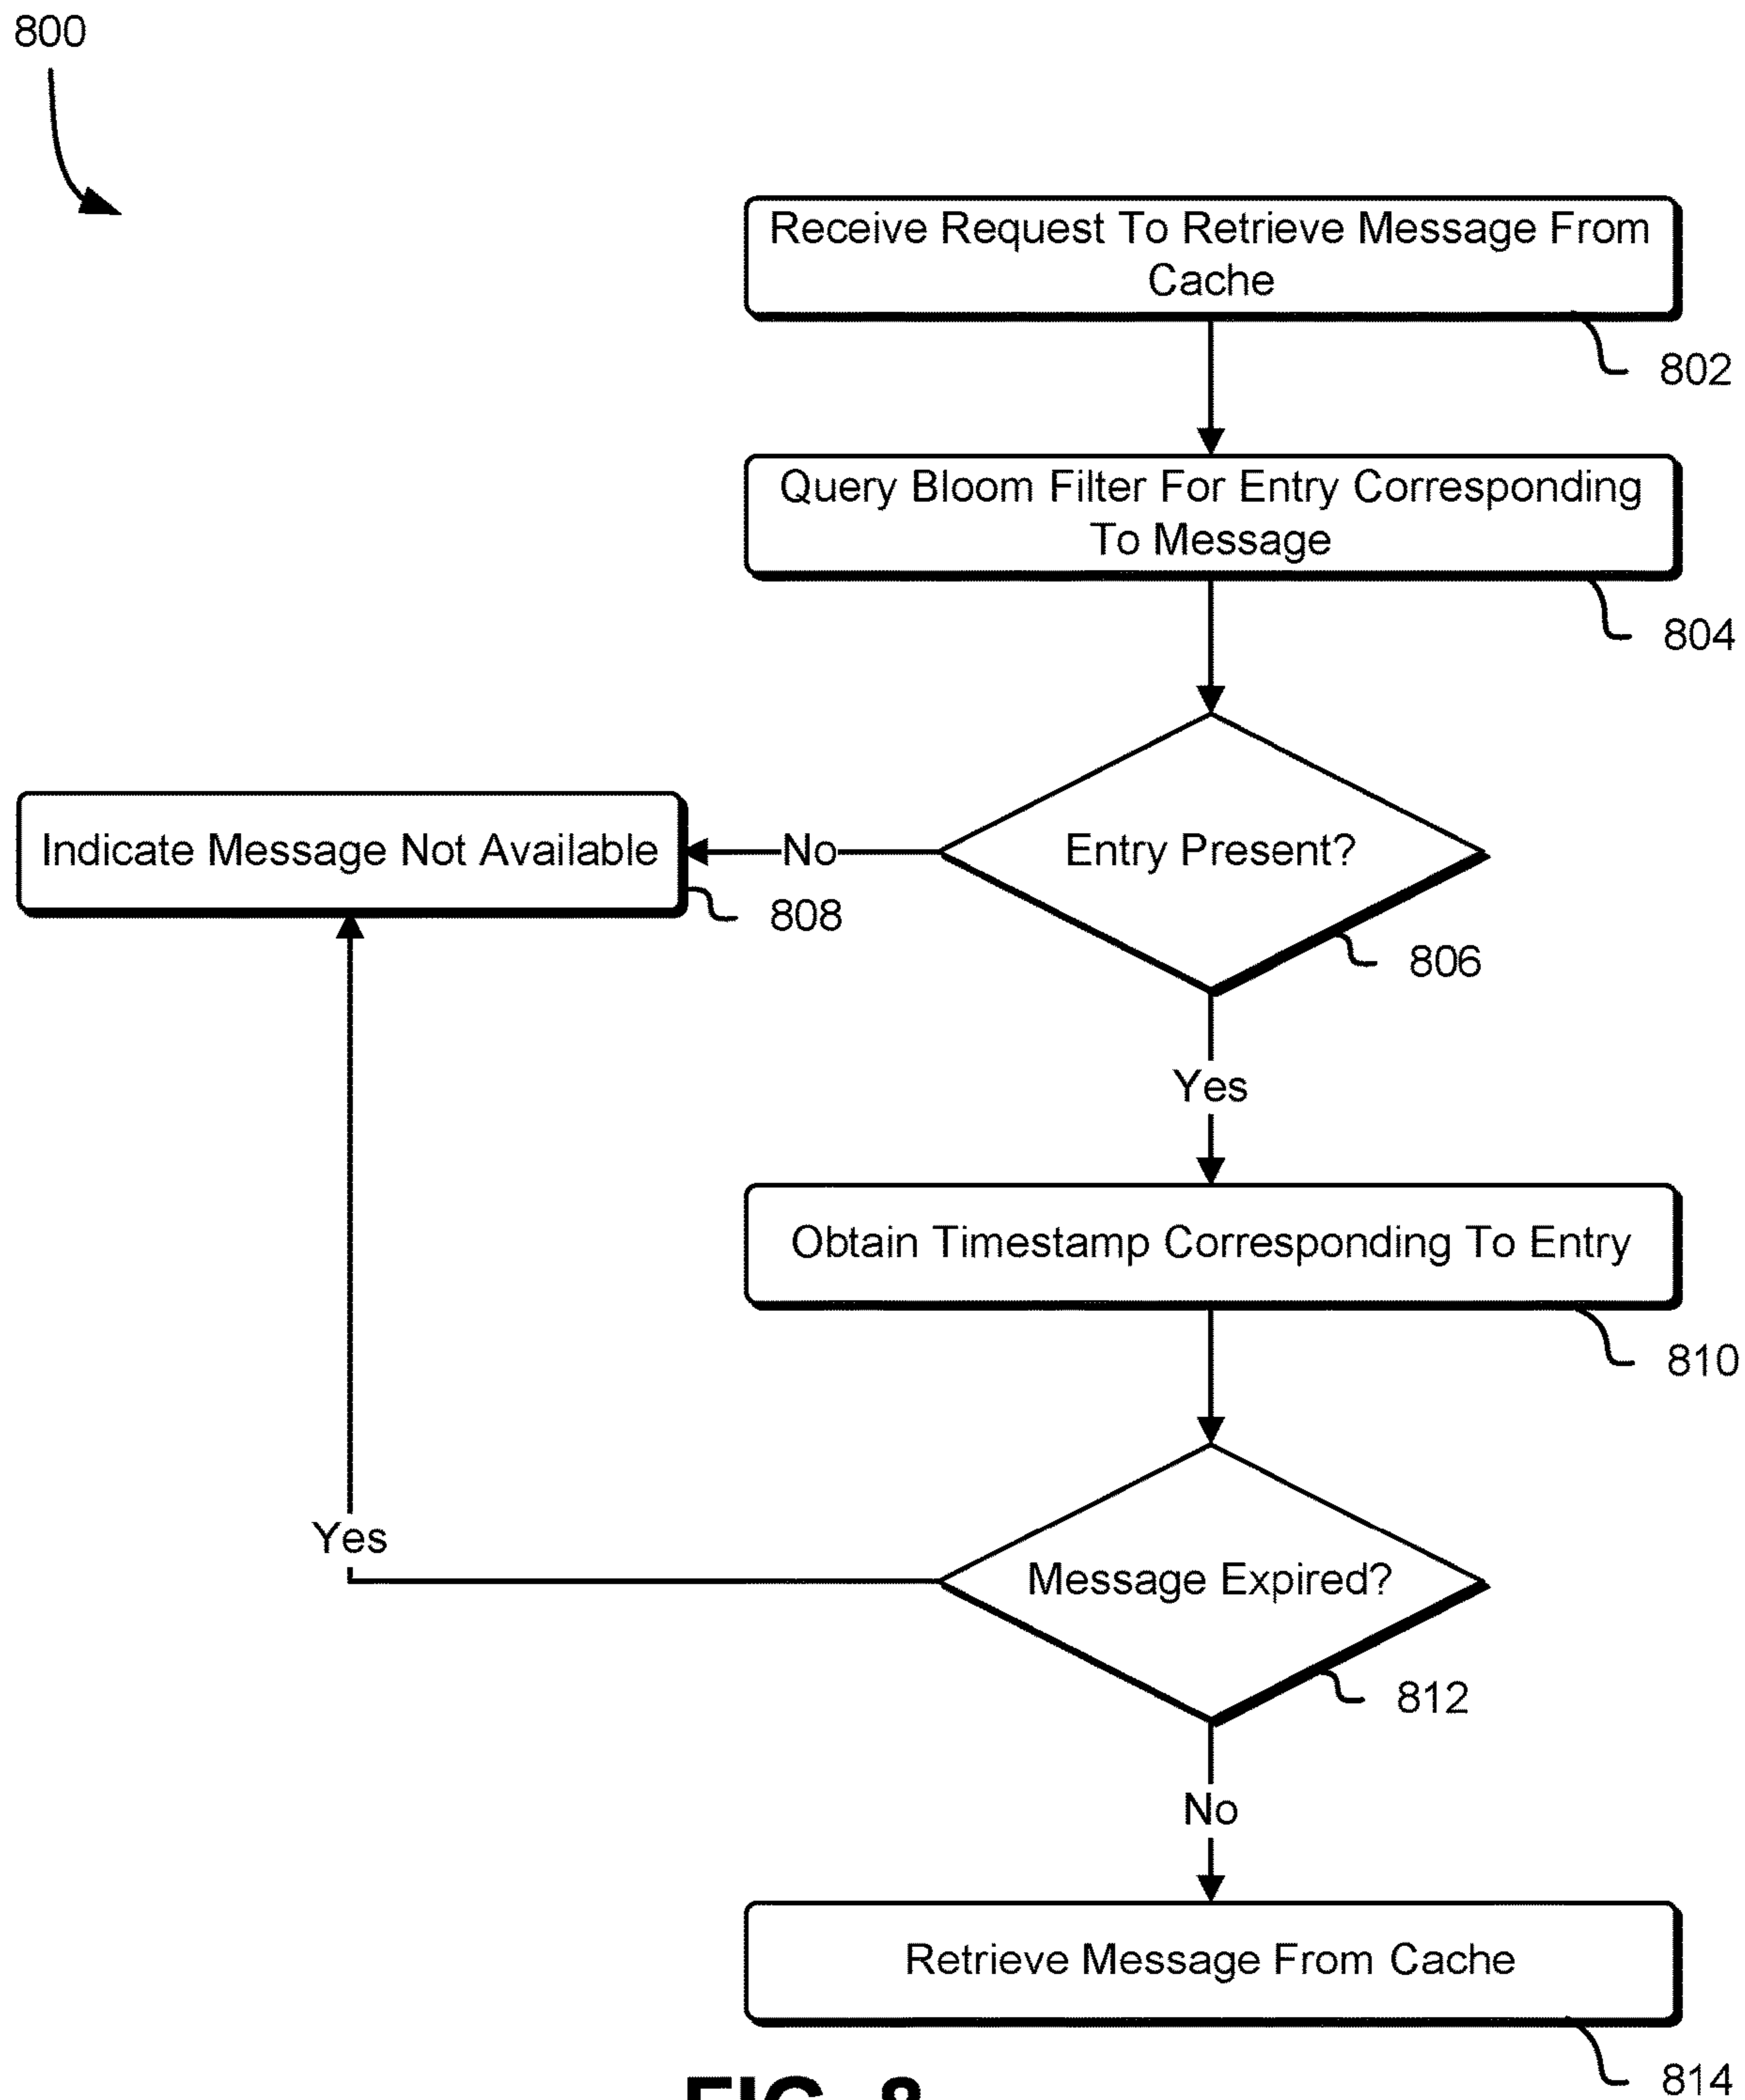 800
Receive Request To Retrieve Message From
Cache
802
Query Bloom Filter For Entry Corresponding
To Message
804
Entry Present?
806
No
Indicate Message Not Available
808
Yes
Obtain Timestamp Corresponding To Entry
810
Message Expired?
812
Yes
No
Retrieve Message From Cache
814
FIG. 8